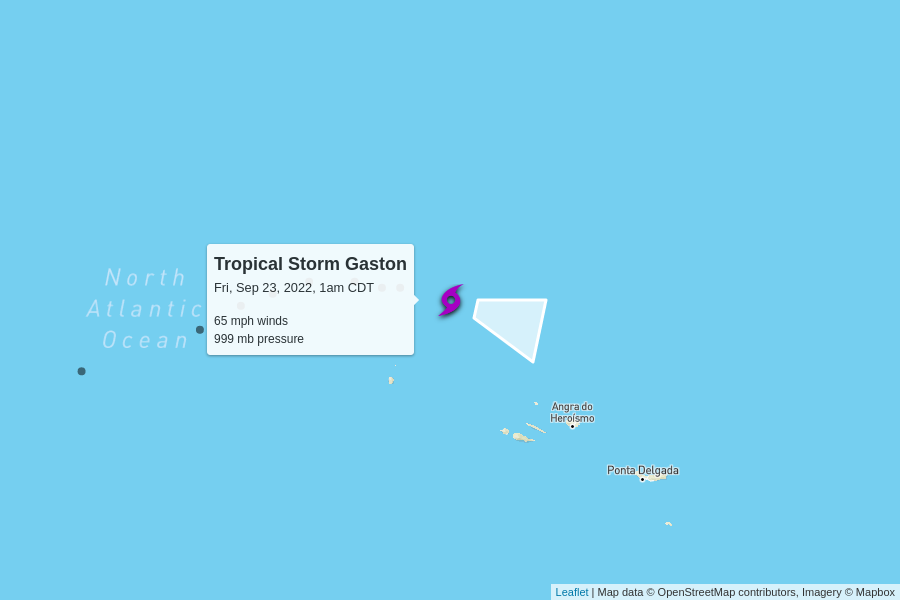 North
Atlantic
Ocean
Tropical Storm Gaston
Fri, Sep 23, 2022, 1am CDT
65 mph winds
999 mb pressure
Angra do
Heroísmo
Ponta Delgada
Leaflet | Map data © OpenStreetMap contributors, Imagery © Mapbox